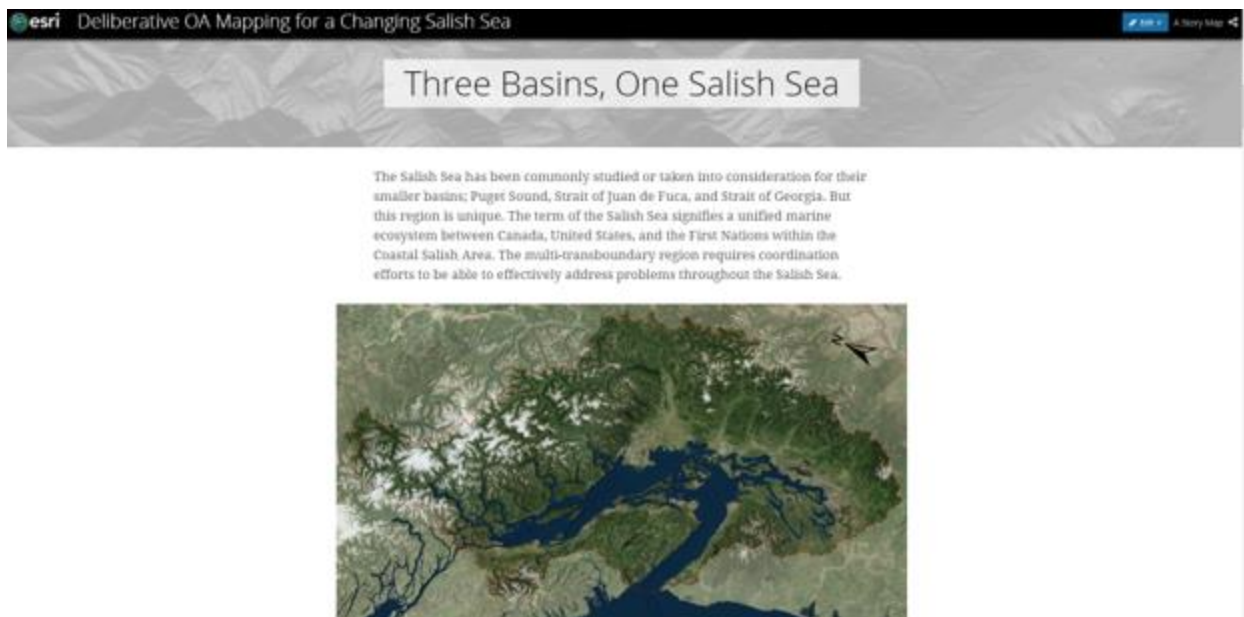 esri Deliberative OA Mapping for a Changing Salish Sea
Edit
A Story Map
Three Basins, One Salish Sea
The Salish Sea has been commonly studied or taken into consideration for their
smaller basins; Puget Sound, Strait of Juan de Fuca, and Strait of Georgia. But
this region is unique. The term of the Salish Sea signifies a unified marine
ecosystem between Canada, United States, and the First Nations within the
Coastal Salish Area. The multi-transboundary region requires coordination
efforts to be able to effectively address problems throughout the Salish Sea.
N